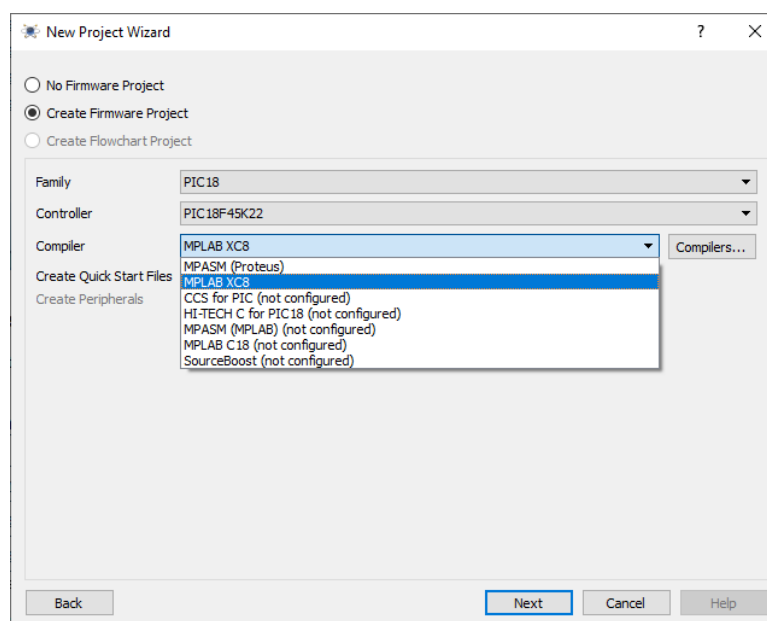 New Project Wizard ?
No Firmware Project
Create Firmware Project
Create Flowchart Project
Family PIC18
Controller PIC18F45K22
Compiler MPLAB XC8 Compilers...
MPASM (Proteus)
Create Quick Start Files MPLAB XC8
Create Peripherals CCS for PIC (not configured)
HI-TECH C for PIC18 (not configured)
MPASM (MPLAB) (not configured)
MPLAB C18 (not configured)
SourceBoost (not configured)
Back Next Cancel Help